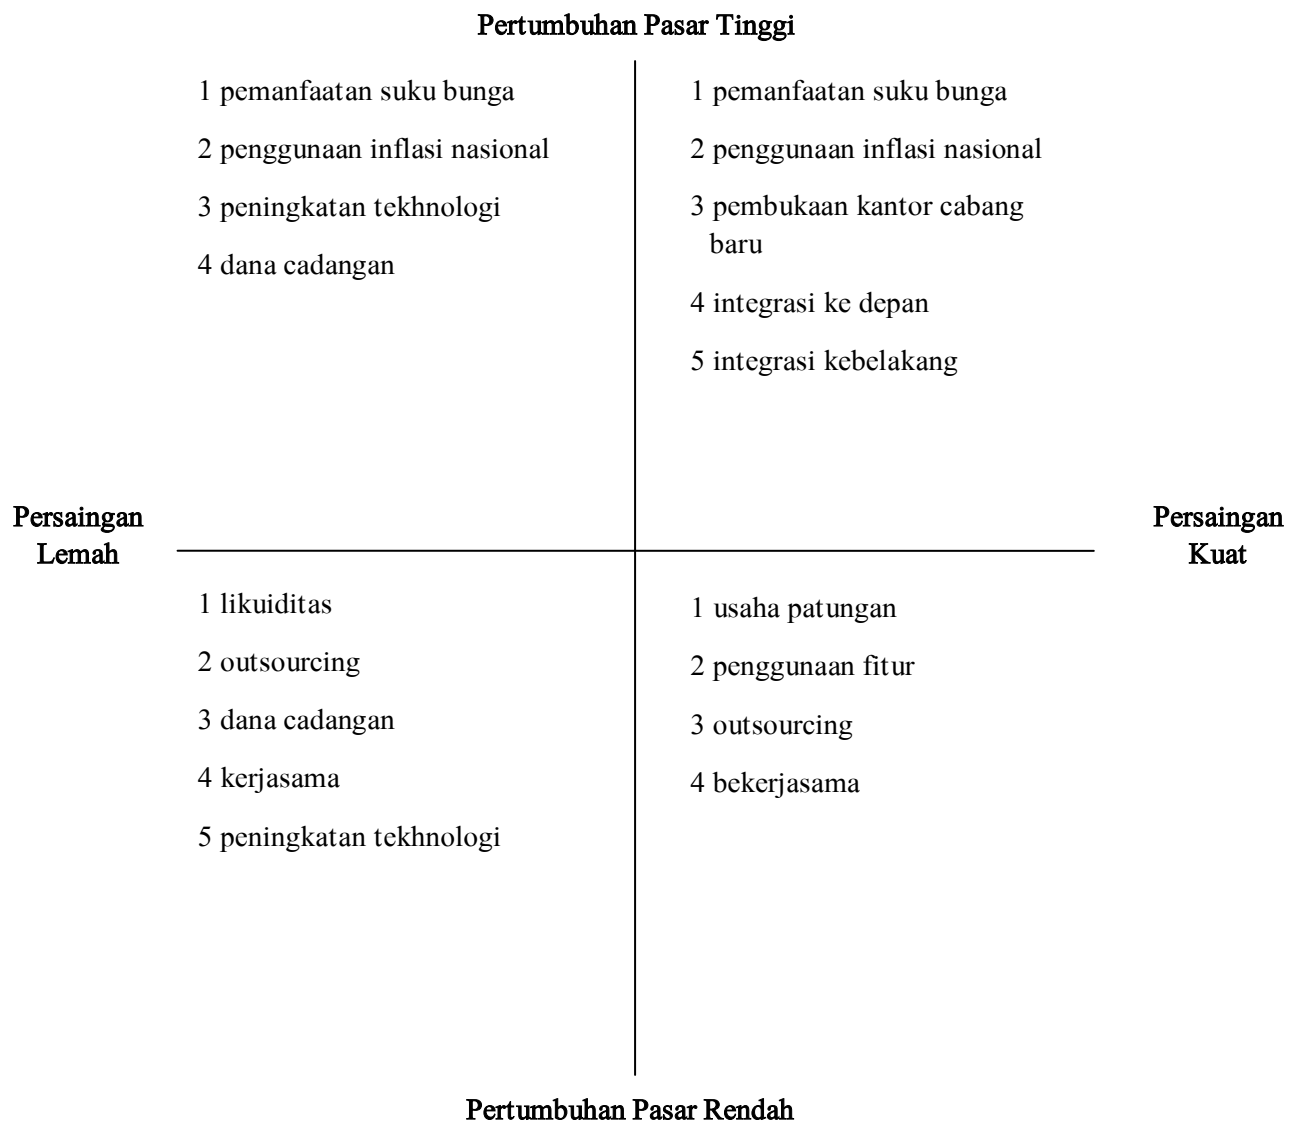 Pertumbuhan Pasar Tinggi
1 pemanfaatan suku bunga
2 penggunaan inflasi nasional
3 peningkatan tekhnologi
4 dana cadangan
1 pemanfaatan suku bunga
2 penggunaan inflasi nasional
3 pembukaan kantor cabang
baru
4 integrasi ke depan
5 integrasi kebelakang
Persaingan
Lemah
Persaingan
Kuat
1 likuiditas
2 outsourcing
3 dana cadangan
4 kerjasama
5 peningkatan tekhnologi
1 usaha patungan
2 penggunaan fitur
3 outsourcing
4 bekerjasama
Pertumbuhan Pasar Rendah